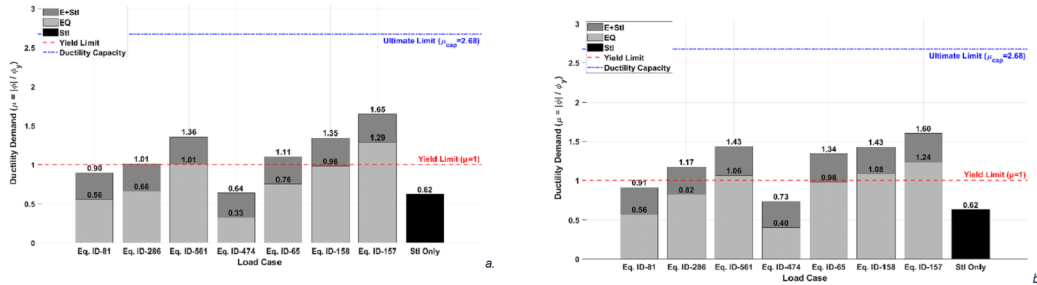 3
E+Stl
EQ
Stl
Yield Limit
Ductility Capacity
Ultimate Limit (μcap=2.68)
2.5
2
1.5
1
0.5
0
Ductility Demand (μ = |ϕ| / ϕy)
0.90
0.56
1.01
0.66
1.36
1.01
0.64
0.33
1.11
0.76
1.35
0.98
1.65
1.29
0.62
Yield Limit (μ=1)
Eq. ID-81 Eq. ID-286 Eq. ID-561 Eq. ID-474 Eq. ID-65 Eq. ID-158 Eq. ID-157 Stl Only
Load Case
a.
3
E+Stl
EQ
Stl
Yield Limit
Ductility Capacity
Ultimate Limit (μcap=2.68)
2.5
2
1.5
1
0.5
0
Ductility Demand (μ = |ϕ| / ϕy)
0.91
0.56
1.17
0.82
1.43
1.06
0.73
0.40
1.34
0.98
1.43
1.08
1.60
1.24
0.62
Yield Limit (μ=1)
Eq. ID-81 Eq. ID-286 Eq. ID-561 Eq. ID-474 Eq. ID-65 Eq. ID-158 Eq. ID-157 Stl Only
Load Case
b